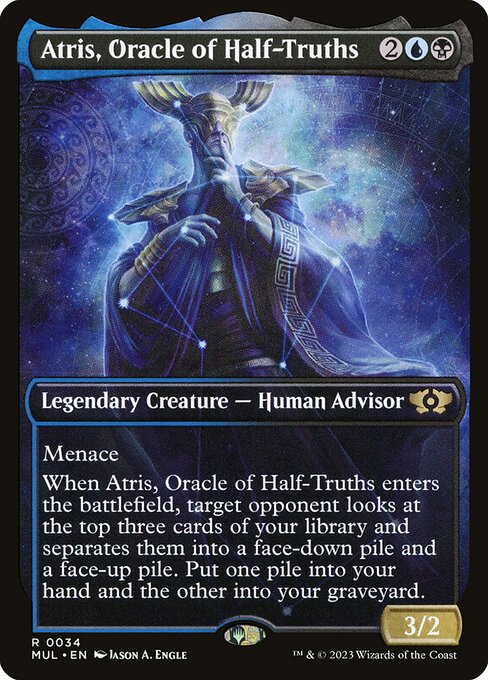 Atris, Oracle of Half-Truths 2
Legendary Creature — Human Advisor
Menace
When Atris, Oracle of Half-Truths enters
the battlefield, target opponent looks at
the top three cards of your library and
separates them into a face-down pile and
a face-up pile. Put one pile into your
hand and the other into your graveyard.
3/2
R 0034
MUL • EN Jason A. Engle
™ & © 2023 Wizards of the Coast